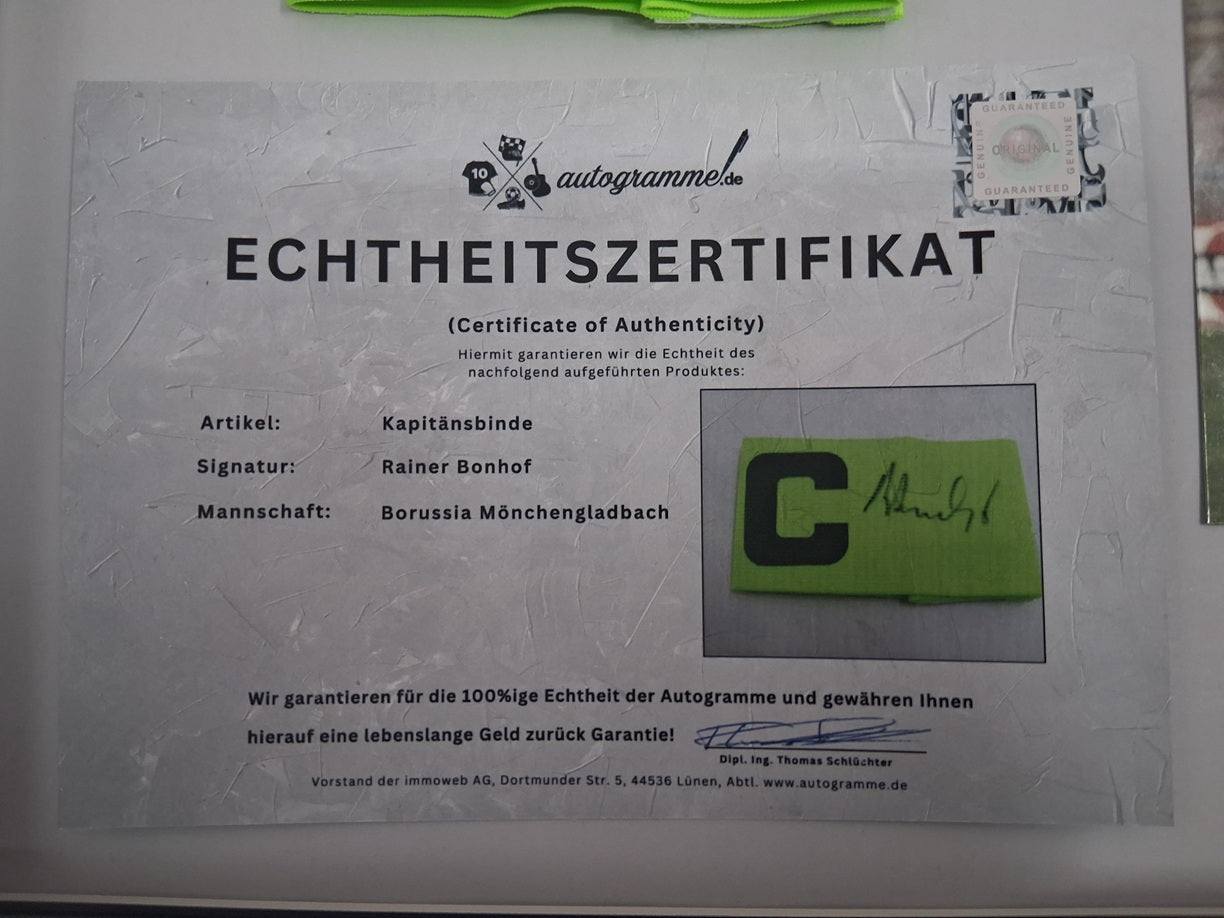 GUARANTEED
GENUINE ORIGINAL GENUINE
GUARANTEED
10
autogramme!.de
ECHTHEITSZERTIFIKAT
(Certificate of Authenticity)
Hiermit garantieren wir die Echtheit des
nachfolgend aufgeführten Produktes:
Artikel: Kapitänsbinde
Signatur: Rainer Bonhof
Mannschaft: Borussia Mönchengladbach
C
Wir garantieren für die 100%ige Echtheit der Autogramme und gewähren Ihnen
hierauf eine lebenslange Geld zurück Garantie!
Dipl. Ing. Thomas Schlüchter
Vorstand der immoweb AG, Dortmunder Str. 5, 44536 Lünen, Abtl. www.autogramme.de